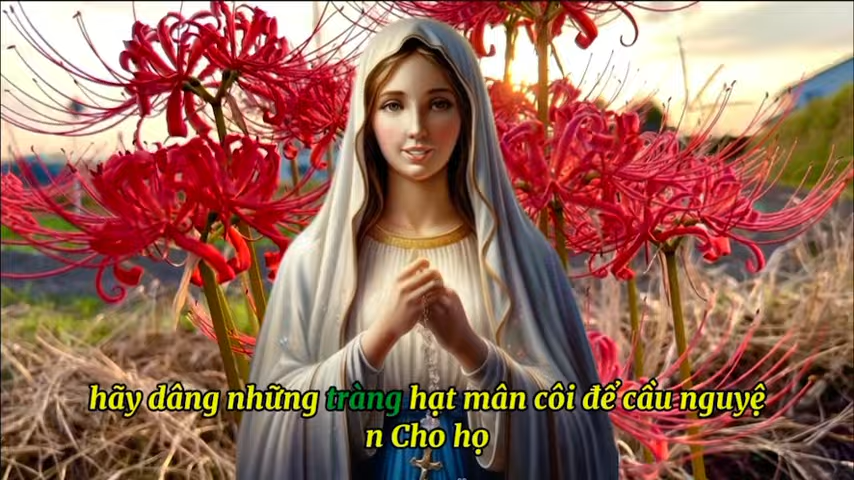 hãy dâng những tràng hạt mân côi để cầu nguyệ
n Cho họ